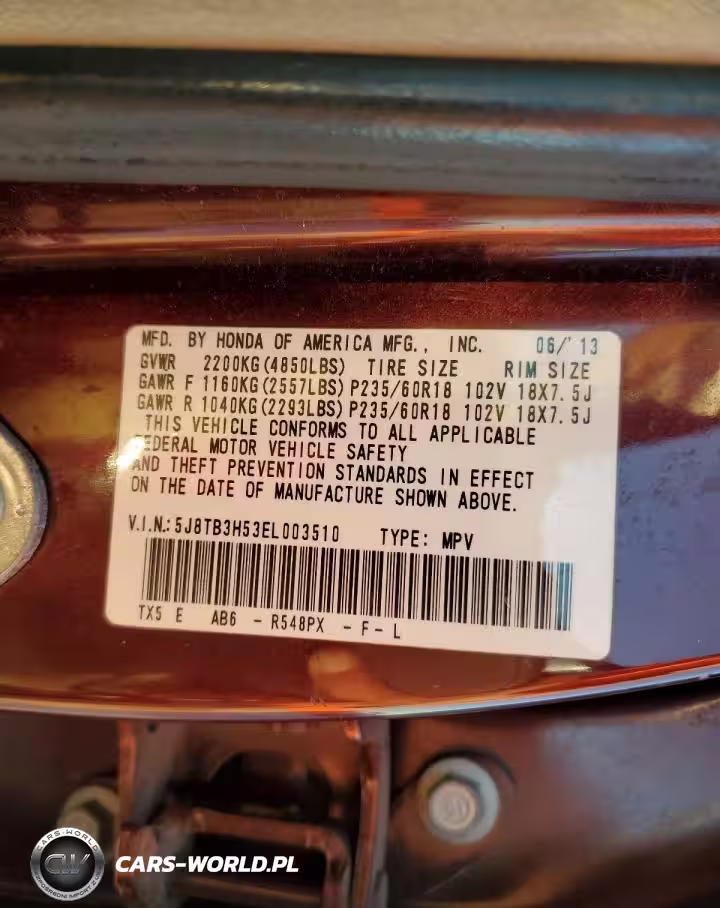 MFD. BY HONDA OF AMERICA MFG., INC. 06/'13
GVWR 2200KG(4850LBS) TIRE SIZE RIM SIZE
GAWR F 1160KG(2557LBS) P235/60R18 102V 18X7.5J
GAWR R 1040KG(2293LBS) P235/60R18 102V 18X7.5J
THIS VEHICLE CONFORMS TO ALL APPLICABLE
FEDERAL MOTOR VEHICLE SAFETY
AND THEFT PREVENTION STANDARDS IN EFFECT
ON THE DATE OF MANUFACTURE SHOWN ABOVE.
V.I.N.:5J8TB3H53EL003510 TYPE: MPV
TX5 E AB6 - R548PX - F - L
CARS-WORLD
CW
CARS-WORLD.PL